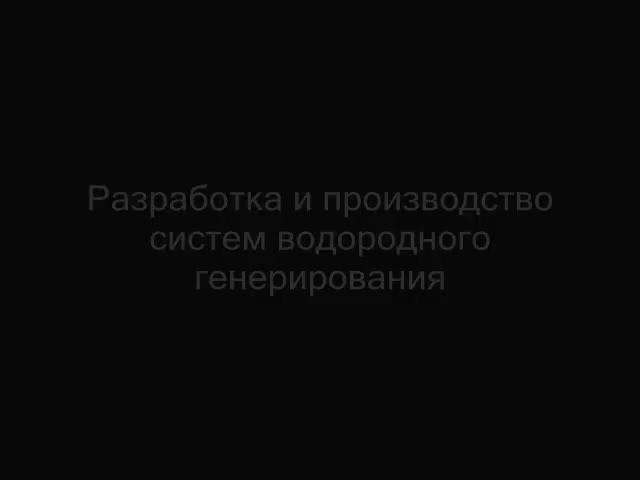 Разработка и производство
систем водородного
генерирования